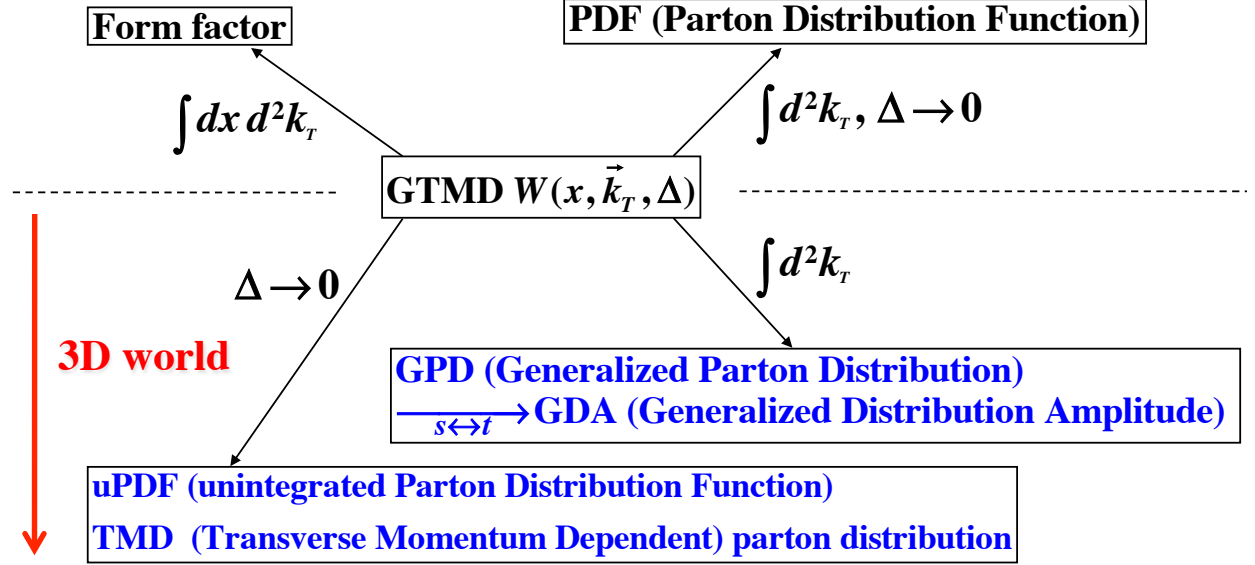 Form factor
PDF (Parton Distribution Function)
∫dx d²k_T
∫d²k_T, Δ → 0
GTMD W(x, k⃗_T, Δ)
Δ → 0
∫d²k_T
3D world
GPD (Generalized Parton Distribution)
s↔t → GDA (Generalized Distribution Amplitude)
uPDF (unintegrated Parton Distribution Function)
TMD (Transverse Momentum Dependent) parton distribution